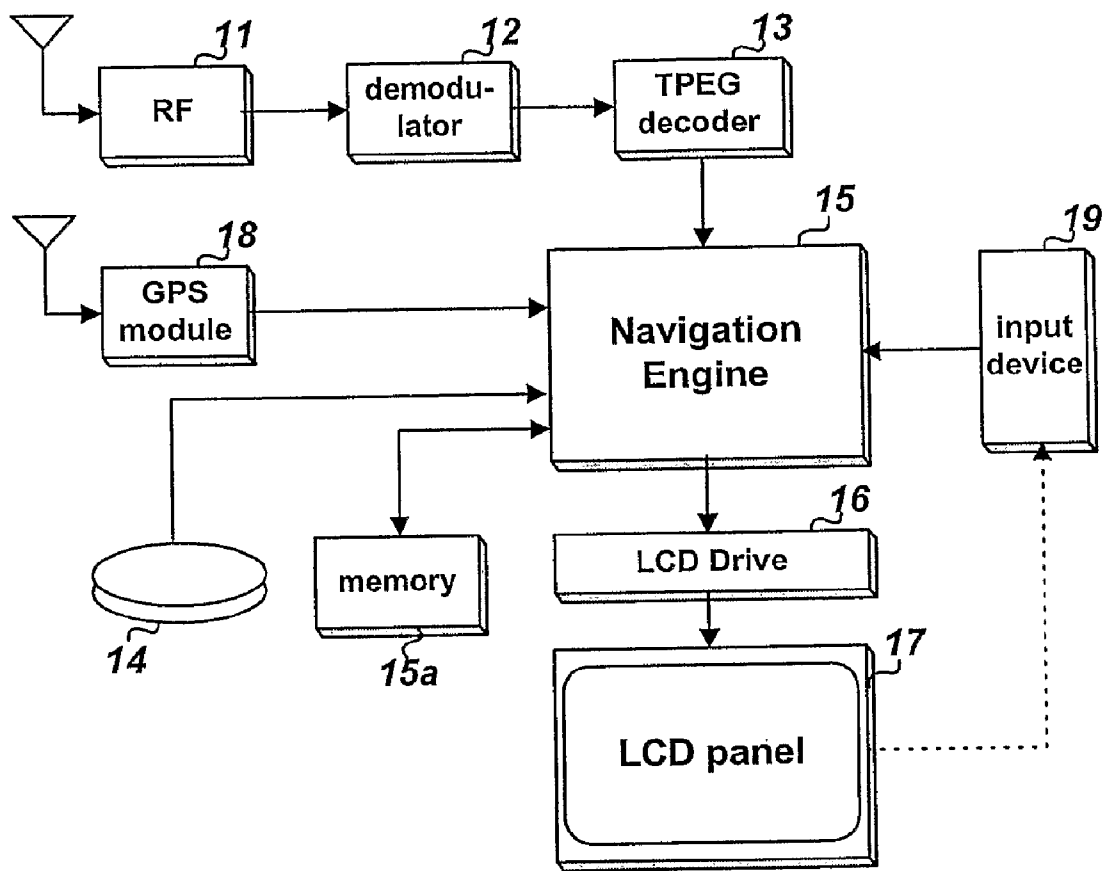 11
RF
12
demodu-
lator
13
TPEG
decoder
18
GPS
module
15
Navigation
Engine
19
input
device
14
memory
15a
16
LCD Drive
17
LCD panel